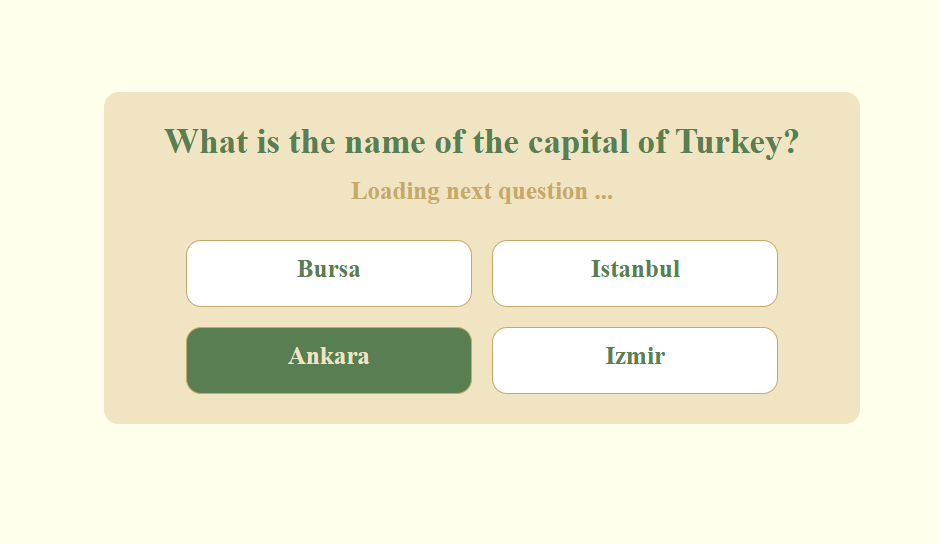 What is the name of the capital of Turkey?
Loading next question ...
Bursa
Istanbul
Ankara
Izmir